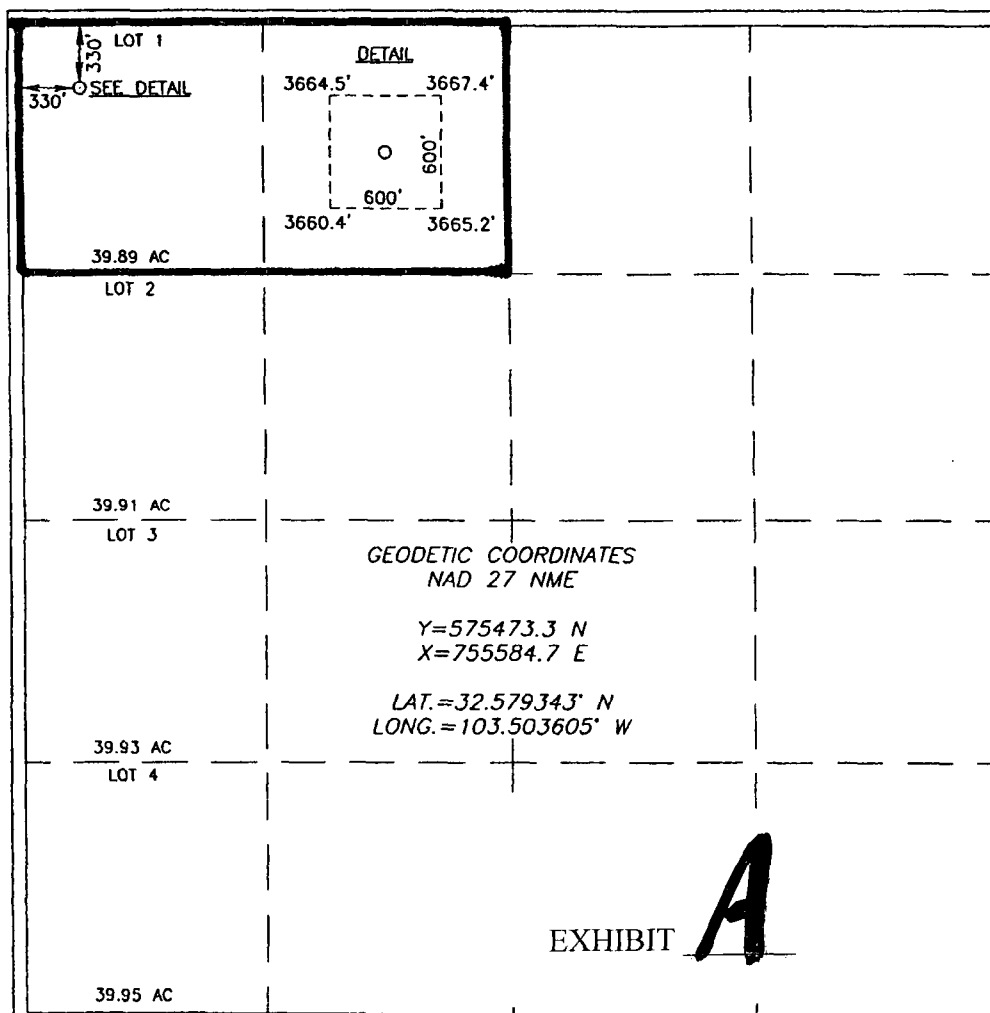 LOT 1
330'
DETAIL
3664.5' 3667.4'
330' SEE DETAIL
600'
600'
3660.4' 3665.2'
39.89 AC
LOT 2
39.91 AC
LOT 3
GEODETIC COORDINATES
NAD 27 NME
Y=575473.3 N
X=755584.7 E
LAT.=32.579343° N
LONG.=103.503605° W
39.93 AC
LOT 4
EXHIBIT A
39.95 AC